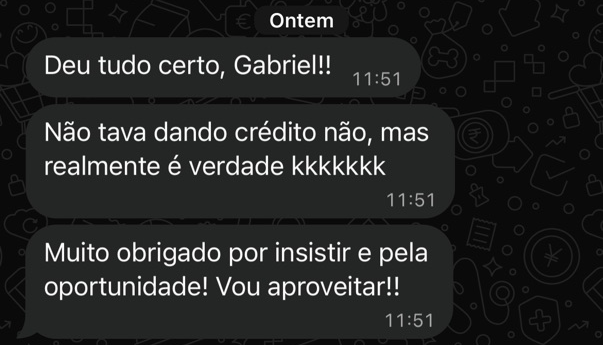 Ontem
Deu tudo certo, Gabriel!!
11:51
Não tava dando crédito não, mas
realmente é verdade kkkkkkk
11:51
Muito obrigado por insistir e pela
oportunidade! Vou aproveitar!!
11:51